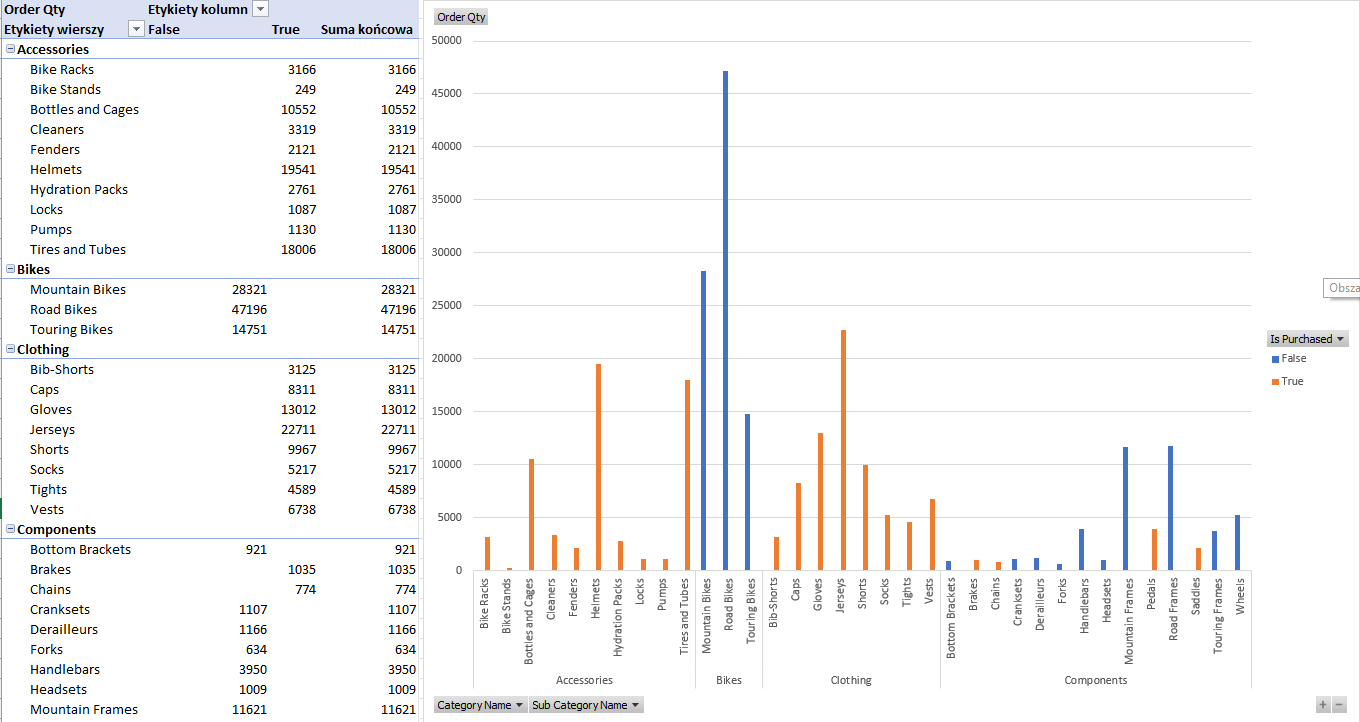 Order Qty Etykiety kolumn
Etykiety wierszy False True Suma końcowa
Accessories
Bike Racks 3166 3166
Bike Stands 249 249
Bottles and Cages 10552 10552
Cleaners 3319 3319
Fenders 2121 2121
Helmets 19541 19541
Hydration Packs 2761 2761
Locks 1087 1087
Pumps 1130 1130
Tires and Tubes 18006 18006
Bikes
Mountain Bikes 28321 28321
Road Bikes 47196 47196
Touring Bikes 14751 14751
Clothing
Bib-Shorts 3125 3125
Caps 8311 8311
Gloves 13012 13012
Jerseys 22711 22711
Shorts 9967 9967
Socks 5217 5217
Tights 4589 4589
Vests 6738 6738
Components
Bottom Brackets 921 921
Brakes 1035 1035
Chains 774 774
Cranksets 1107 1107
Derailleurs 1166 1166
Forks 634 634
Handlebars 3950 3950
Headsets 1009 1009
Mountain Frames 11621 11621
Order Qty
50000
45000
40000
35000
30000
25000
20000
15000
10000
5000
0
Bike Racks
Bike Stands
Bottles and Cages
Cleaners
Fenders
Helmets
Hydration Packs
Locks
Pumps
Tires and Tubes
Mountain Bikes
Road Bikes
Touring Bikes
Bib-Shorts
Caps
Gloves
Jerseys
Shorts
Socks
Tights
Vests
Bottom Brackets
Brakes
Chains
Cranksets
Derailleurs
Forks
Handlebars
Headsets
Mountain Frames
Pedals
Road Frames
Saddles
Touring Frames
Wheels
Accessories Bikes Clothing Components
Category Name Sub Category Name
Obsza
Is Purchased
False
True
+ −